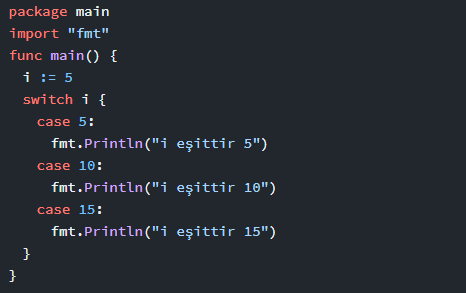 package main
import "fmt"
func main() {
  i := 5
  switch i {
    case 5:
      fmt.Println("i eşittir 5")
    case 10:
      fmt.Println("i eşittir 10")
    case 15:
      fmt.Println("i eşittir 15")
  }
}